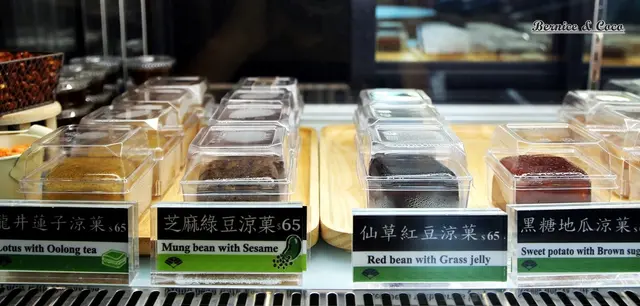 Bernice & Coco
龍井蓮子涼菓 $65
Lotus with Oolong tea
芝麻綠豆涼菓 $65
Mung bean with Sesame
仙草紅豆涼菓 $65.
Red bean with Grass jelly
黑糖地瓜涼菓
Sweet potato with Brown